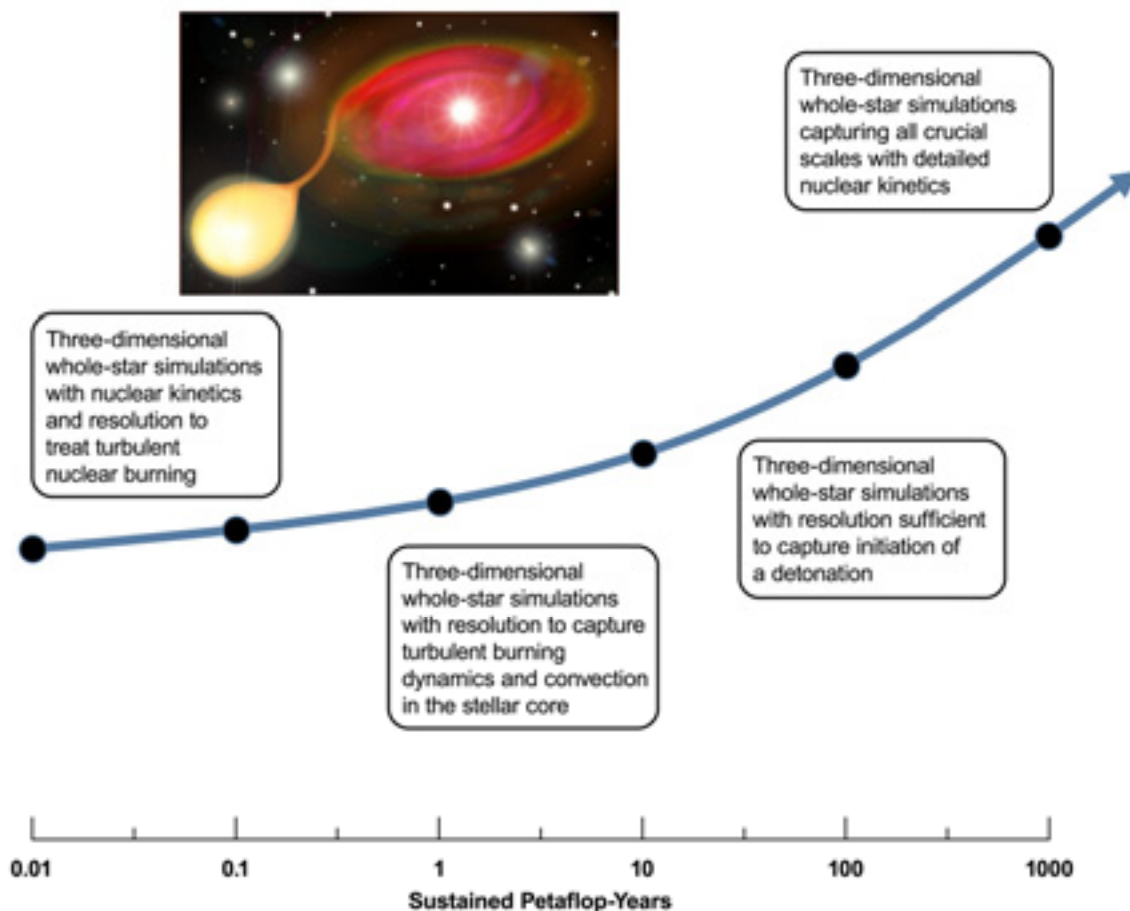 Three-dimensional
whole-star simulations
capturing all crucial
scales with detailed
nuclear kinetics
Three-dimensional
whole-star simulations
with nuclear kinetics
and resolution to
treat turbulent
nuclear burning
Three-dimensional
whole-star simulations
with resolution sufficient
to capture initiation of
a detonation
Three-dimensional
whole-star simulations
with resolution to capture
turbulent burning
dynamics and convection
in the stellar core
0.01 0.1 1 10 100 1000
Sustained Petaflop-Years